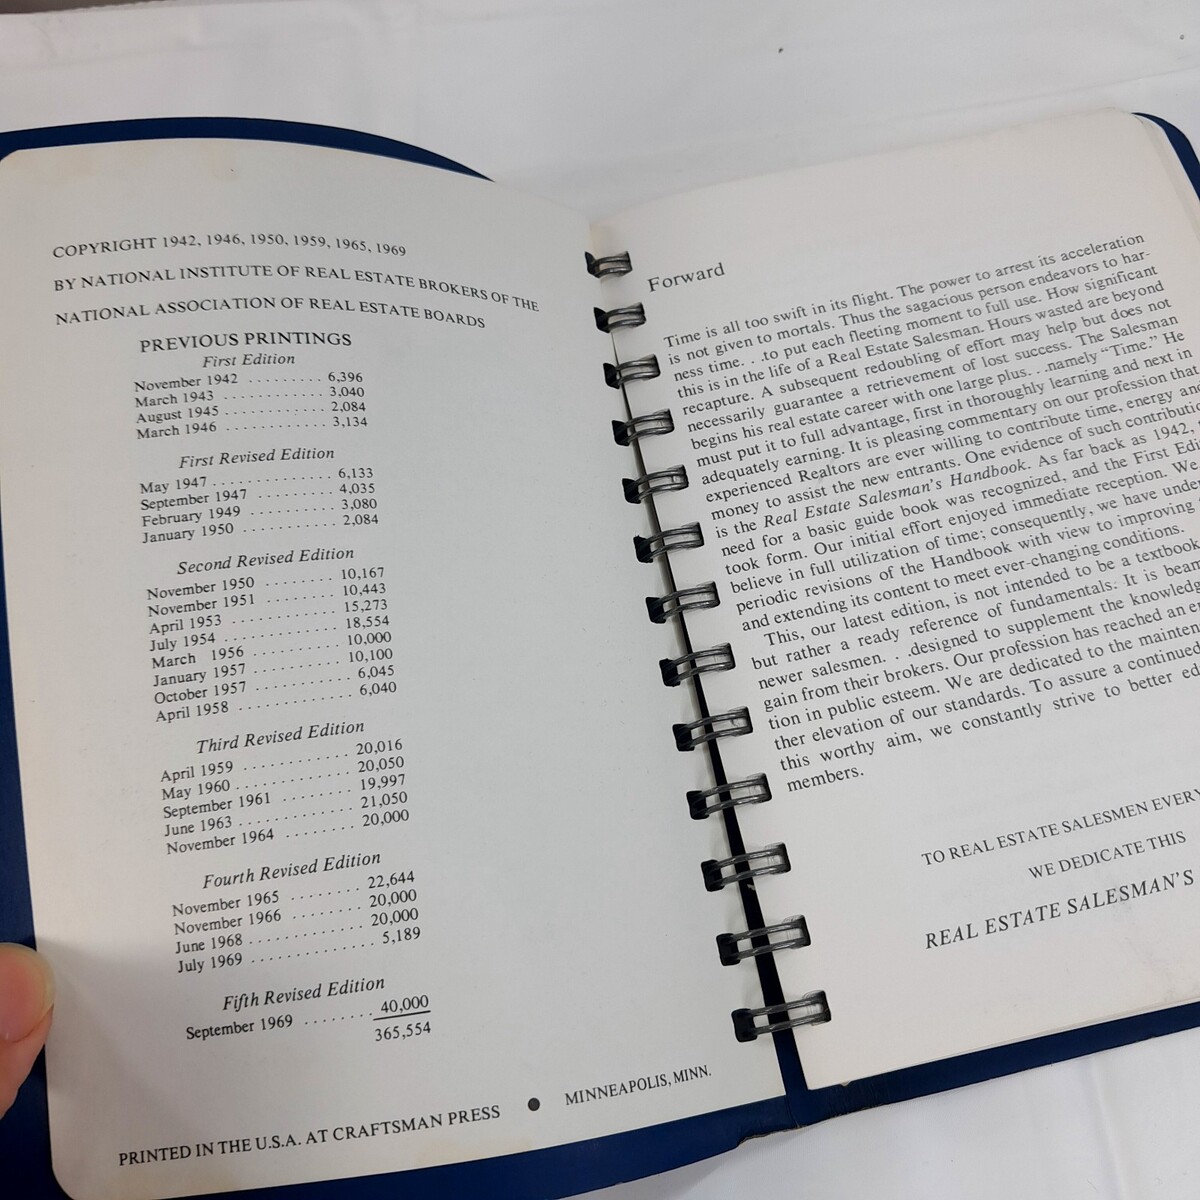 COPYRIGHT 1942, 1946, 1950, 1959, 1965, 1969
BY NATIONAL INSTITUTE OF REAL ESTATE BROKERS OF THE
NATIONAL ASSOCIATION OF REAL ESTATE BOARDS
PREVIOUS PRINTINGS
First Edition
November 1942 ......... 6,396
March 1943 ............ 3,040
August 1945 ............ 2,084
March 1946 ............ 3,134
First Revised Edition
May 1947 ............... 6,133
September 1947 ......... 4,035
February 1949 ........... 3,080
January 1950 ............ 2,084
Second Revised Edition
November 1950 ........ 10,167
November 1951 ........ 10,443
April 1953 ............ 15,273
July 1954 ............. 18,554
March 1956 ........... 10,000
January 1957 .......... 10,100
October 1957 ........... 6,045
April 1958 ............. 6,040
Third Revised Edition
April 1959 ............ 20,016
May 1960 ............. 20,050
September 1961 ........ 19,997
June 1963 ............. 21,050
November 1964 ........ 20,000
Fourth Revised Edition
November 1965 ........ 22,644
November 1966 ........ 20,000
June 1968 ............. 20,000
July 1969 .............. 5,189
Fifth Revised Edition
September 1969 ........ 40,000
365,554
PRINTED IN THE U.S.A. AT CRAFTSMAN PRESS ● MINNEAPOLIS, MINN.
Forward
Time is all too swift in its flight. The power to arrest its acceleration
is not given to mortals. Thus the sagacious person endeavors to har-
ness time. . .to put each fleeting moment to full use. How significant
this is in the life of a Real Estate Salesman. Hours wasted are beyond
recapture. A subsequent redoubling of effort may help but does not
necessarily guarantee a retrievement of lost success. The Salesman
begins his real estate career with one large plus. . .namely "Time." He
must put it to full advantage, first in thoroughly learning and next in
adequately earning. It is pleasing commentary on our profession that
experienced Realtors are ever willing to contribute time, energy and
money to assist the new entrants. One evidence of such
is the Real Estate Salesman's Handbook. As far back as 1942,
need for a basic guide book was recognized, and the First
took form. Our initial effort enjoyed immediate reception. We
believe in full utilization of time; consequently, we have
periodic revisions of the Handbook with view to improving
and extending its content to meet ever-changing conditions.
This, our latest edition, is not intended to be a textbook
but rather a ready reference of fundamentals. It is
newer salesmen. . .designed to supplement the
gain from their brokers. Our profession has reached an
tion in public esteem. We are dedicated to the
ther elevation of our standards. To assure a continued
this worthy aim, we constantly strive to better
members.
TO REAL ESTATE SALESMEN
WE DEDICATE THIS
REAL ESTATE SALESMAN'S